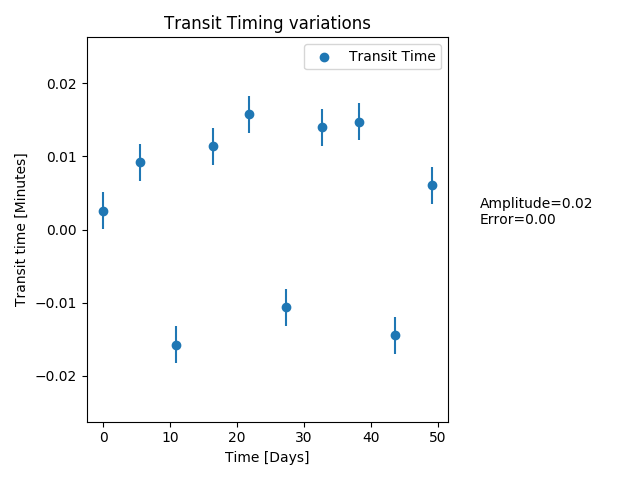 Transit Timing variations
Transit Time
0.02
0.01
0.00
−0.01
−0.02
Transit time [Minutes]
0 10 20 30 40 50
Time [Days]
Amplitude=0.02
Error=0.00